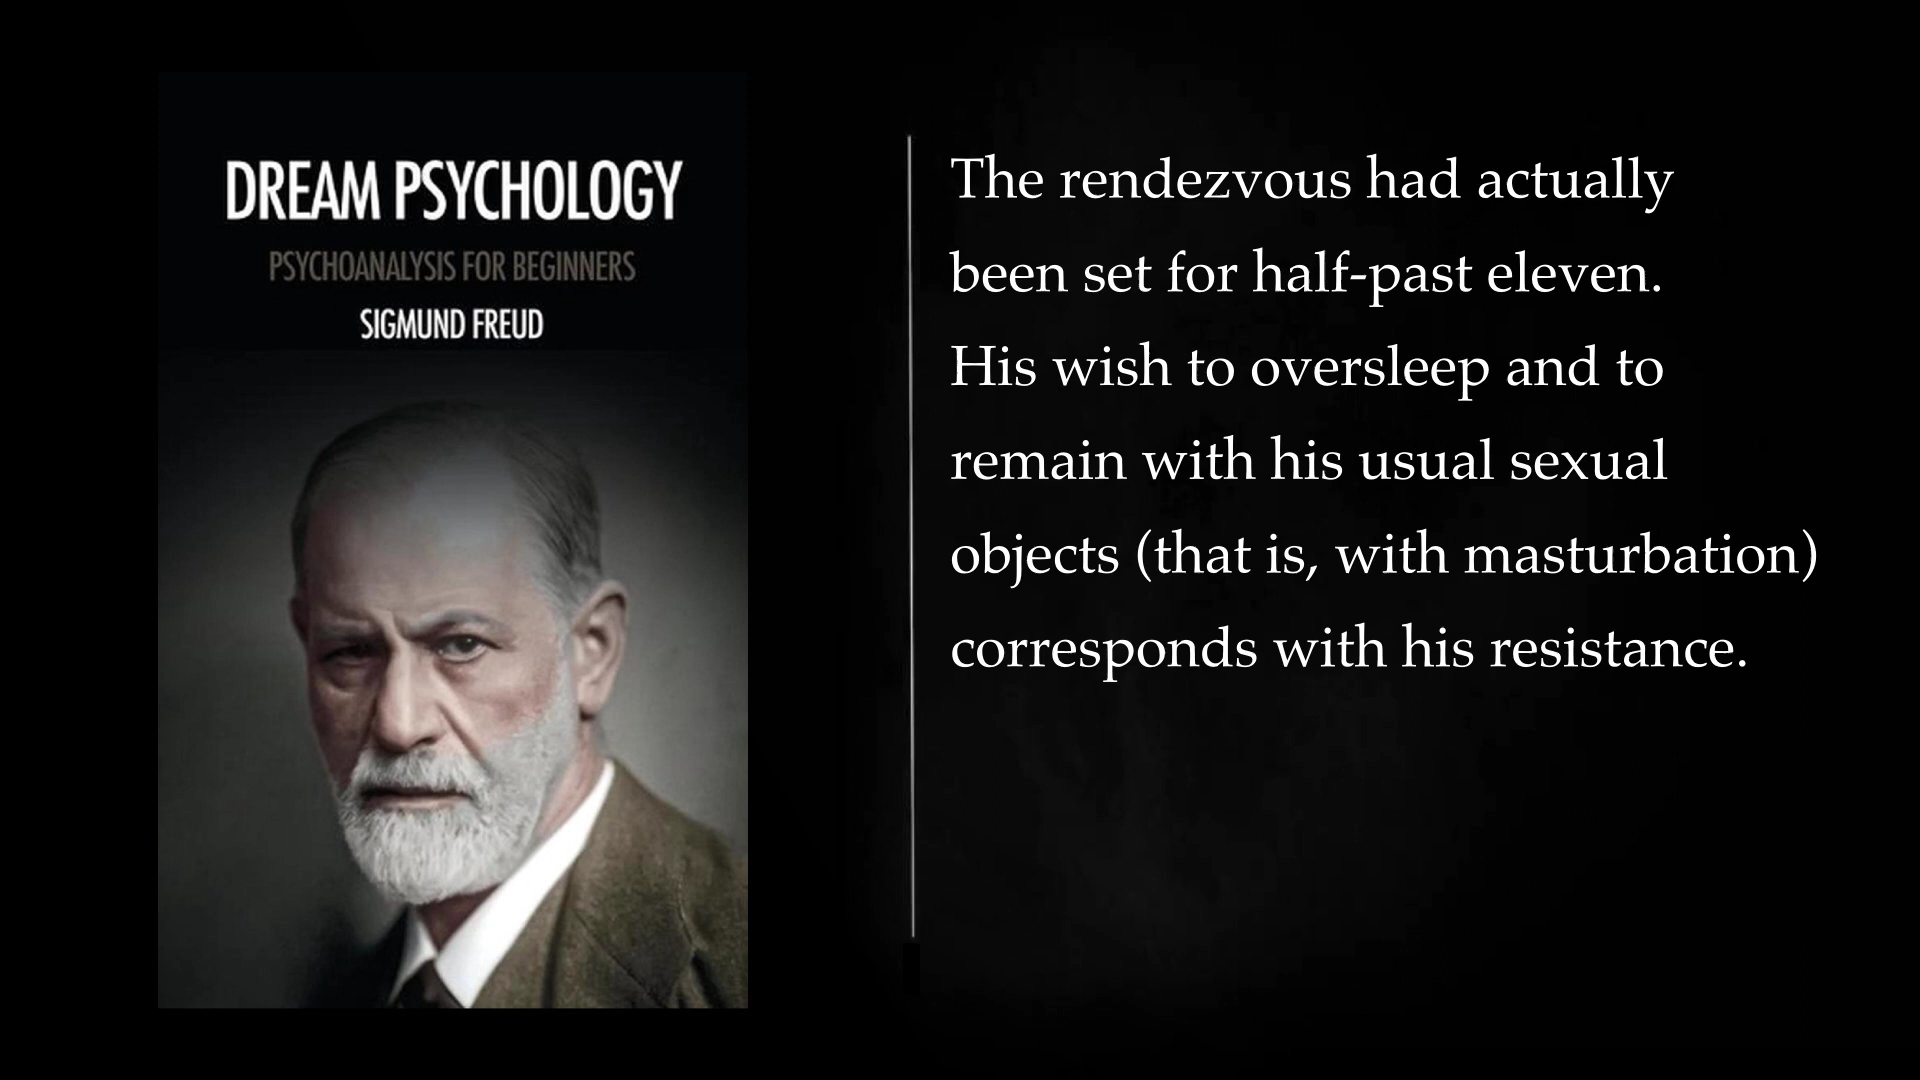 DREAM PSYCHOLOGY
PSYCHOANALYSIS FOR BEGINNERS
SIGMUND FREUD
The rendezvous had actually
been set for half-past eleven.
His wish to oversleep and to
remain with his usual sexual
objects (that is, with masturbation)
corresponds with his resistance.